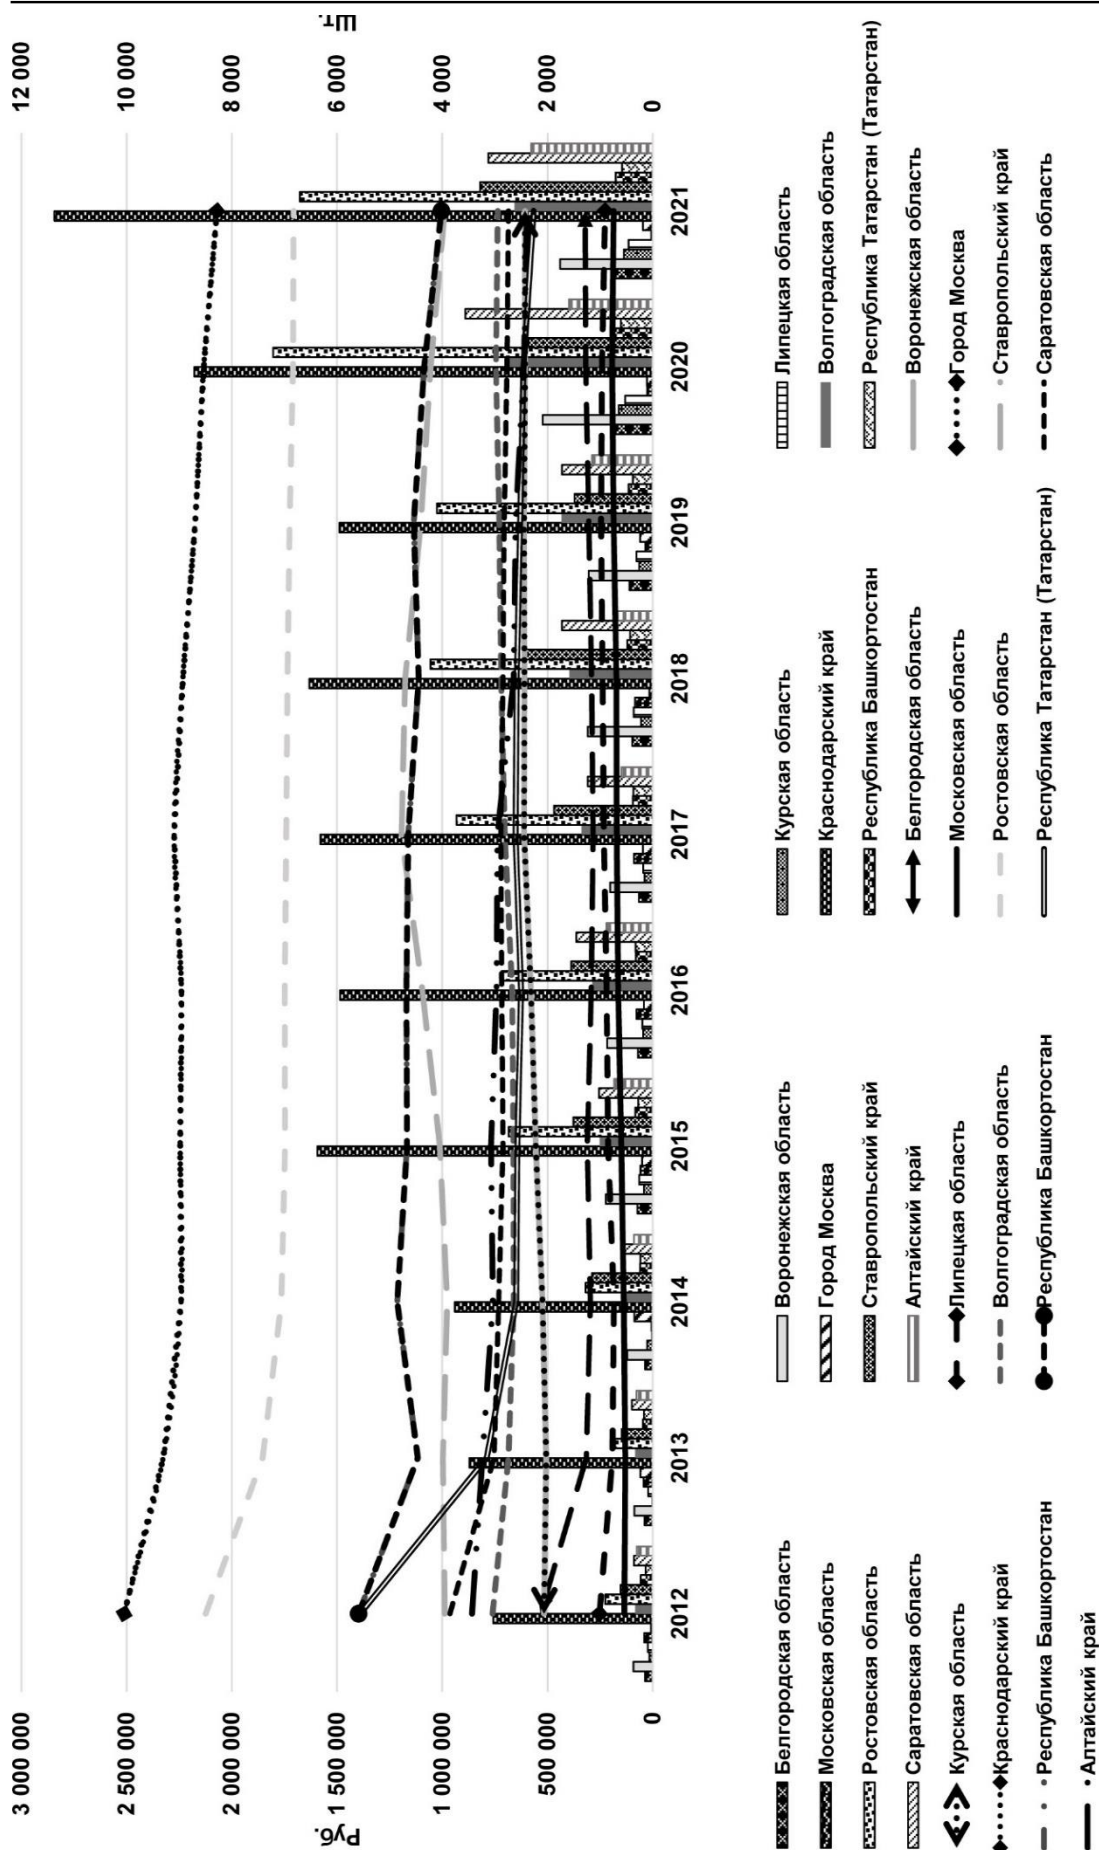 Руб.
3 000 000
2 500 000
2 000 000
1 500 000
1 000 000
500 000
0
2012 2013 2014 2015 2016 2017 2018 2019 2020 2021
Шт.
12 000
10 000
8 000
6 000
4 000
2 000
0
Белгородская область Воронежская область Курская область Липецкая область
Московская область Город Москва Краснодарский край Волгоградская область
Ростовская область Ставропольский край Республика Башкортостан Республика Татарстан (Татарстан)
Саратовская область Алтайский край Белгородская область Воронежская область
Курская область Липецкая область Московская область Город Москва
Краснодарский край Волгоградская область Ростовская область Ставропольский край
Республика Башкортостан Республика Башкортостан Республика Татарстан (Татарстан) Саратовская область
Алтайский край